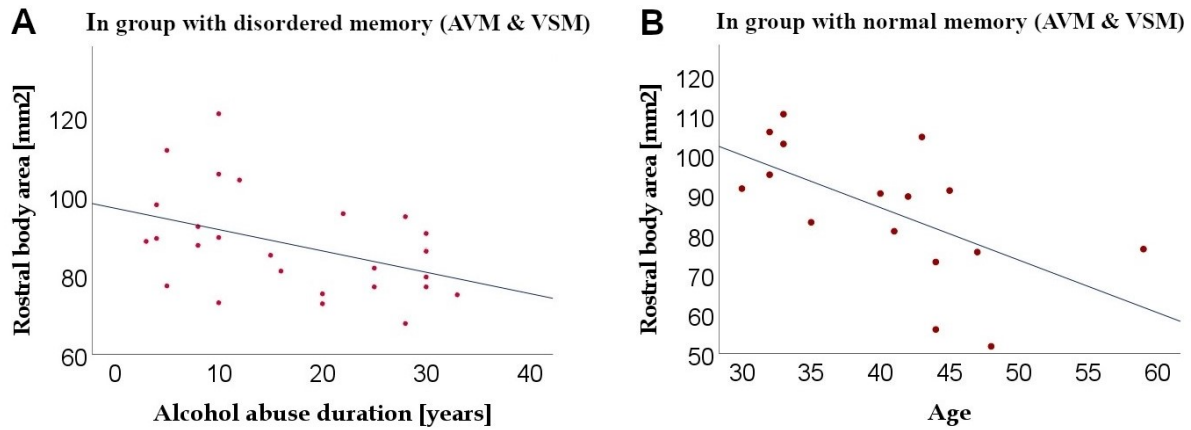 A
In group with disordered memory (AVM & VSM)
Rostral body area [mm2]
120
100
80
60
0 10 20 30 40
Alcohol abuse duration [years]
B
In group with normal memory (AVM & VSM)
Rostral body area [mm2]
120
110
100
90
80
70
60
50
30 35 40 45 50 55 60
Age